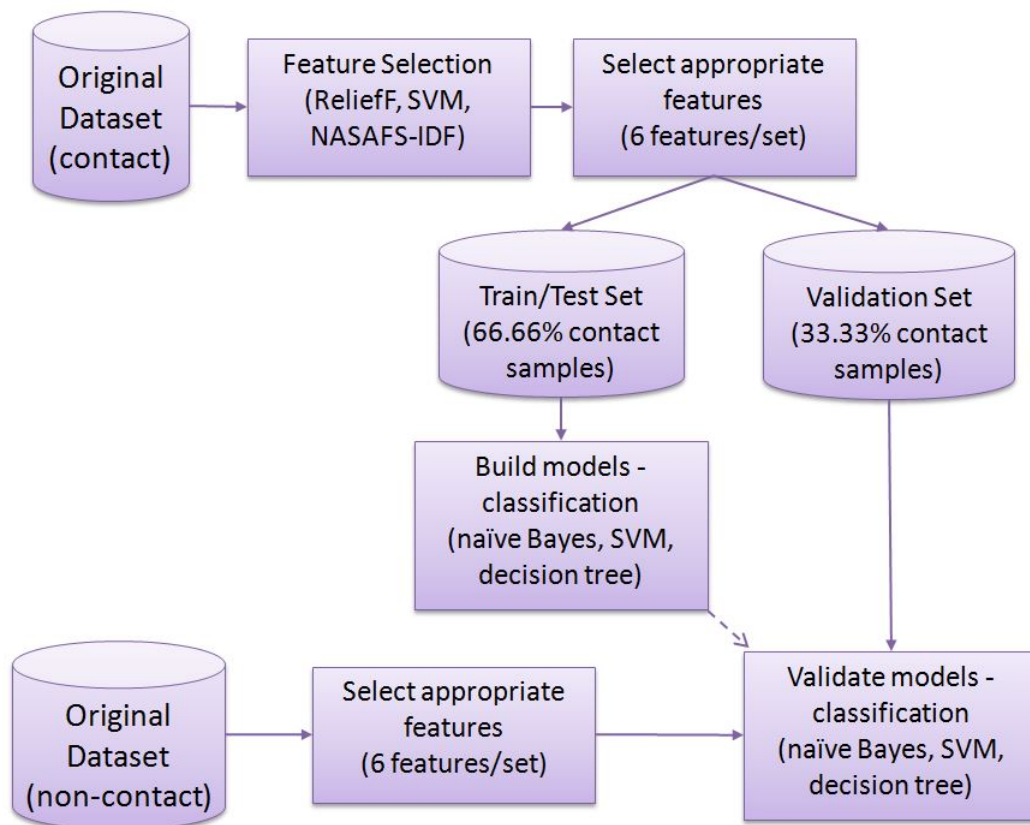 Original
Dataset
(contact)
Feature Selection
(ReliefF, SVM,
NASAFS-IDF)
Select appropriate
features
(6 features/set)
Train/Test Set
(66.66% contact
samples)
Validation Set
(33.33% contact
samples)
Build models -
classification
(naïve Bayes, SVM,
decision tree)
Original
Dataset
(non-contact)
Select appropriate
features
(6 features/set)
Validate models -
classification
(naïve Bayes, SVM,
decision tree)